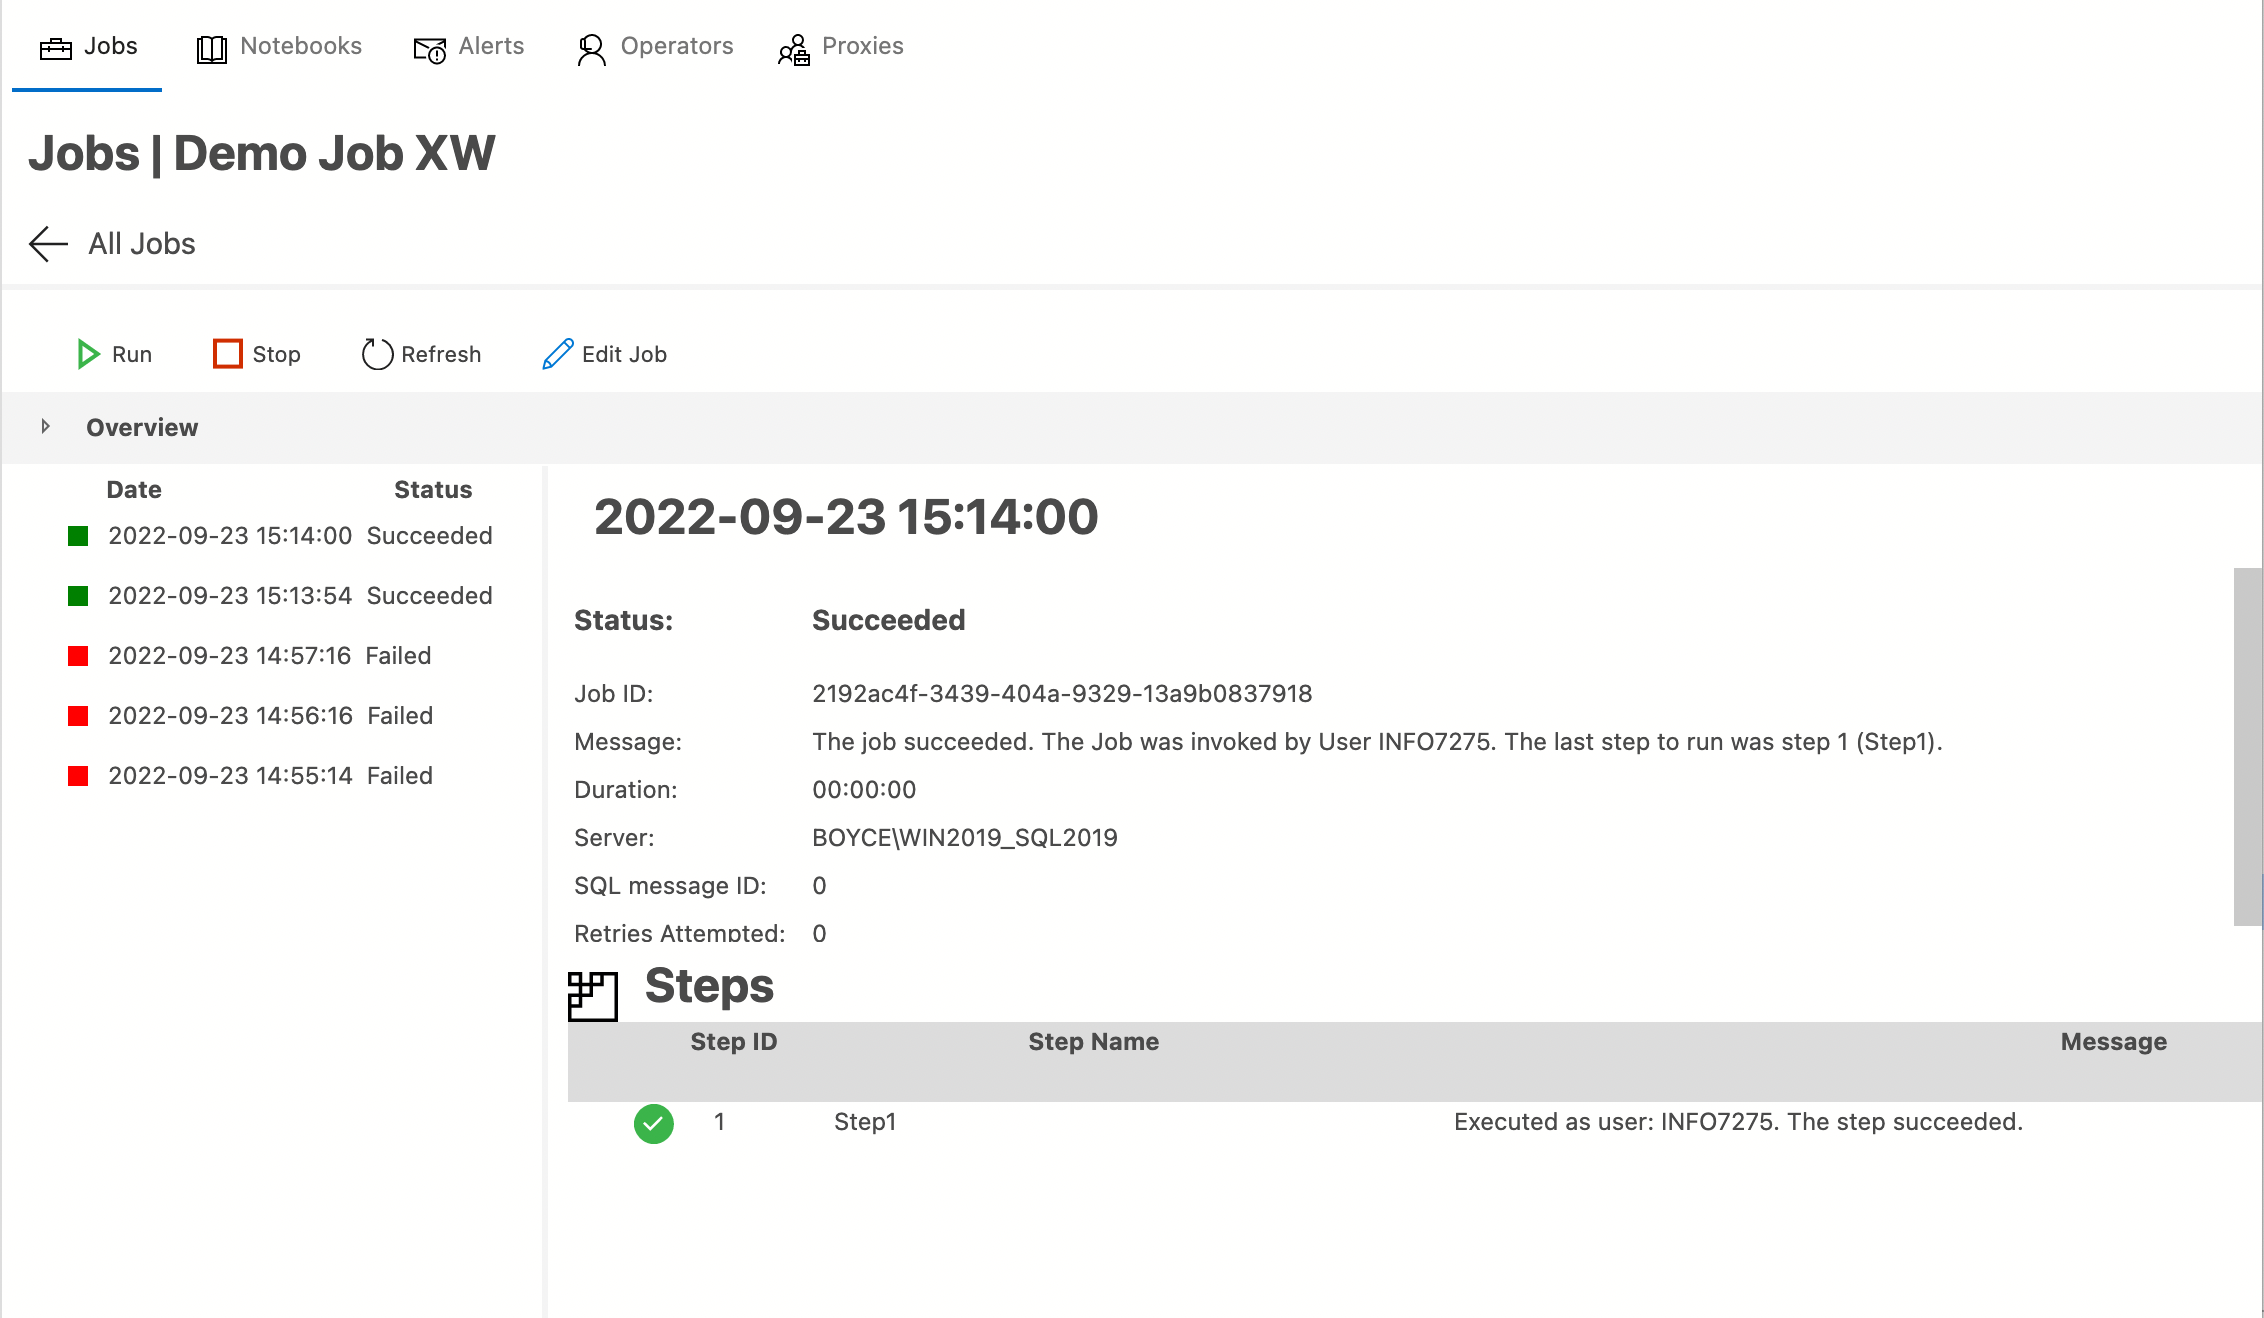 Jobs Notebooks Alerts Operators Proxies
Jobs | Demo Job XW
All Jobs
Run Stop Refresh Edit Job
Overview
Date Status
2022-09-23 15:14:00 Succeeded
2022-09-23 15:13:54 Succeeded
2022-09-23 14:57:16 Failed
2022-09-23 14:56:16 Failed
2022-09-23 14:55:14 Failed
2022-09-23 15:14:00
Status: Succeeded
Job ID: 2192ac4f-3439-404a-9329-13a9b0837918
Message: The job succeeded. The Job was invoked by User INFO7275. The last step to run was step 1 (Step1).
Duration: 00:00:00
Server: BOYCE\WIN2019_SQL2019
SQL message ID: 0
Retries Attempted: 0
Steps
Step ID Step Name Message
1 Step1 Executed as user: INFO7275. The step succeeded.